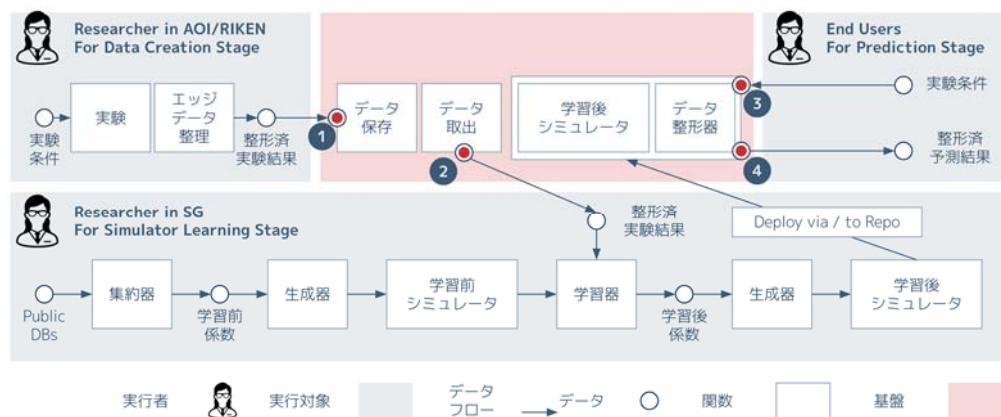 Researcher in AOI/RIKEN
For Data Creation Stage
実験
条件
実験
エッジ
データ
整理
整形済
実験結果
1
データ
保存
データ
取出
2
学習後
シミュレータ
データ
整形器
3
4
End Users
For Prediction Stage
実験条件
整形済
予測結果
Researcher in SG
For Simulator Learning Stage
整形済
実験結果
Deploy via / to Repo
Public
DBs
集約器
学習前
係数
生成器
学習前
シミュレータ
学習器
学習後
係数
生成器
学習後
シミュレータ
実行者
実行対象
データ
フロー
データ
関数
基盤